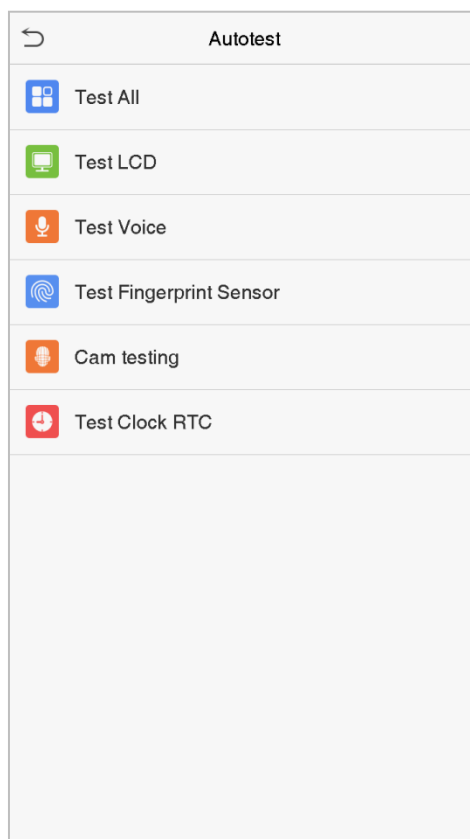 Autotest
Test All
Test LCD
Test Voice
Test Fingerprint Sensor
Cam testing
Test Clock RTC